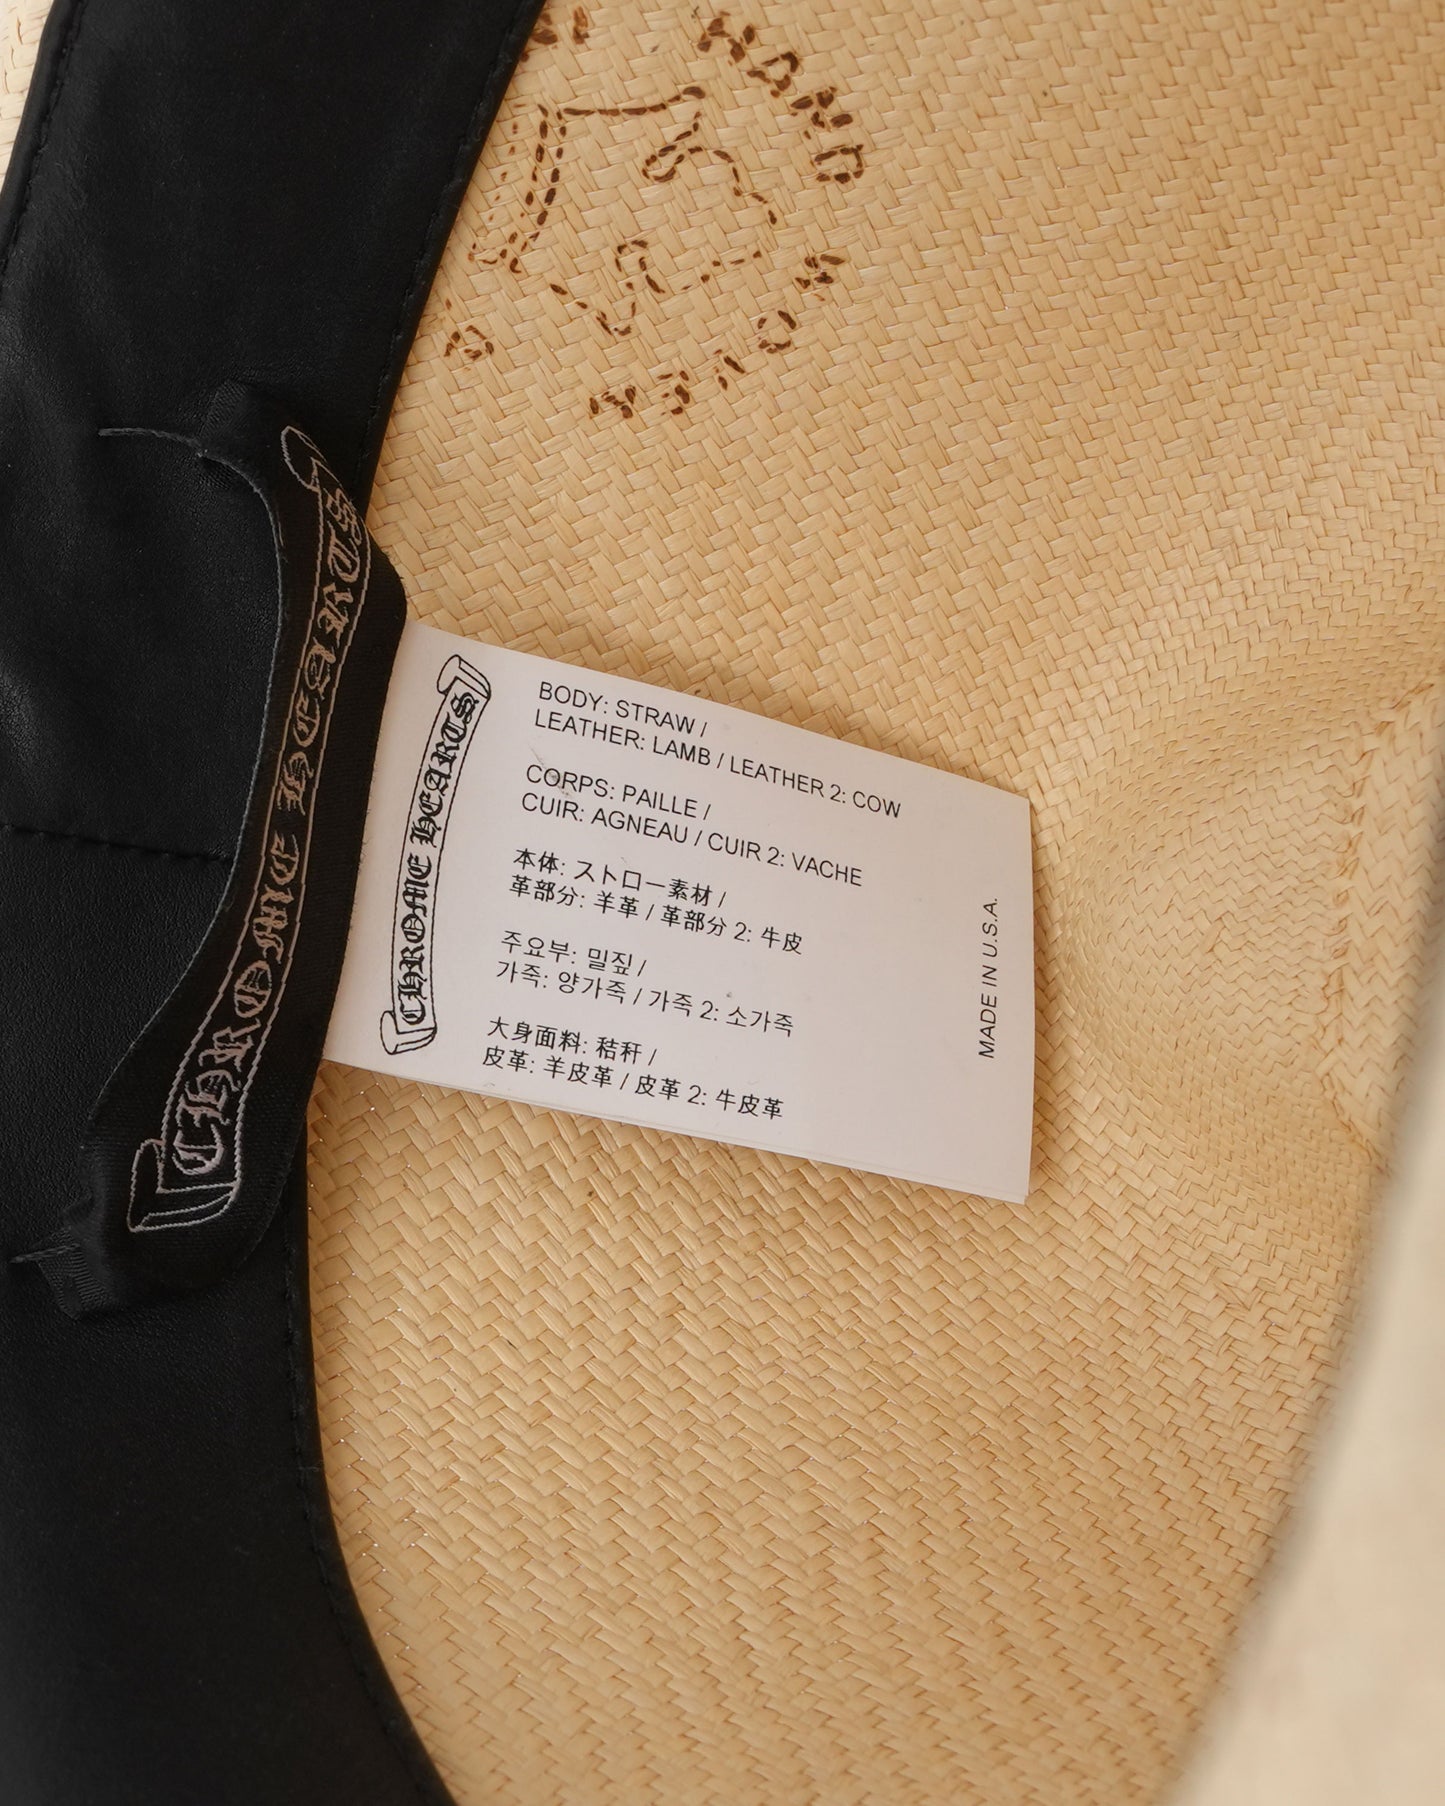 HAND
WOVEN
CHROME HEARTS
CHROME HEARTS
BODY: STRAW /
LEATHER: LAMB / LEATHER 2: COW
CORPS: PAILLE /
CUIR: AGNEAU / CUIR 2: VACHE
本体: ストロー素材 /
革部分: 羊革 / 革部分 2: 牛皮
주요부: 밀짚 /
가죽: 양가죽 / 가죽 2: 소가죽
大身面料: 秸秆 /
皮革: 羊皮革 / 皮革 2: 牛皮革
MADE IN U.S.A.